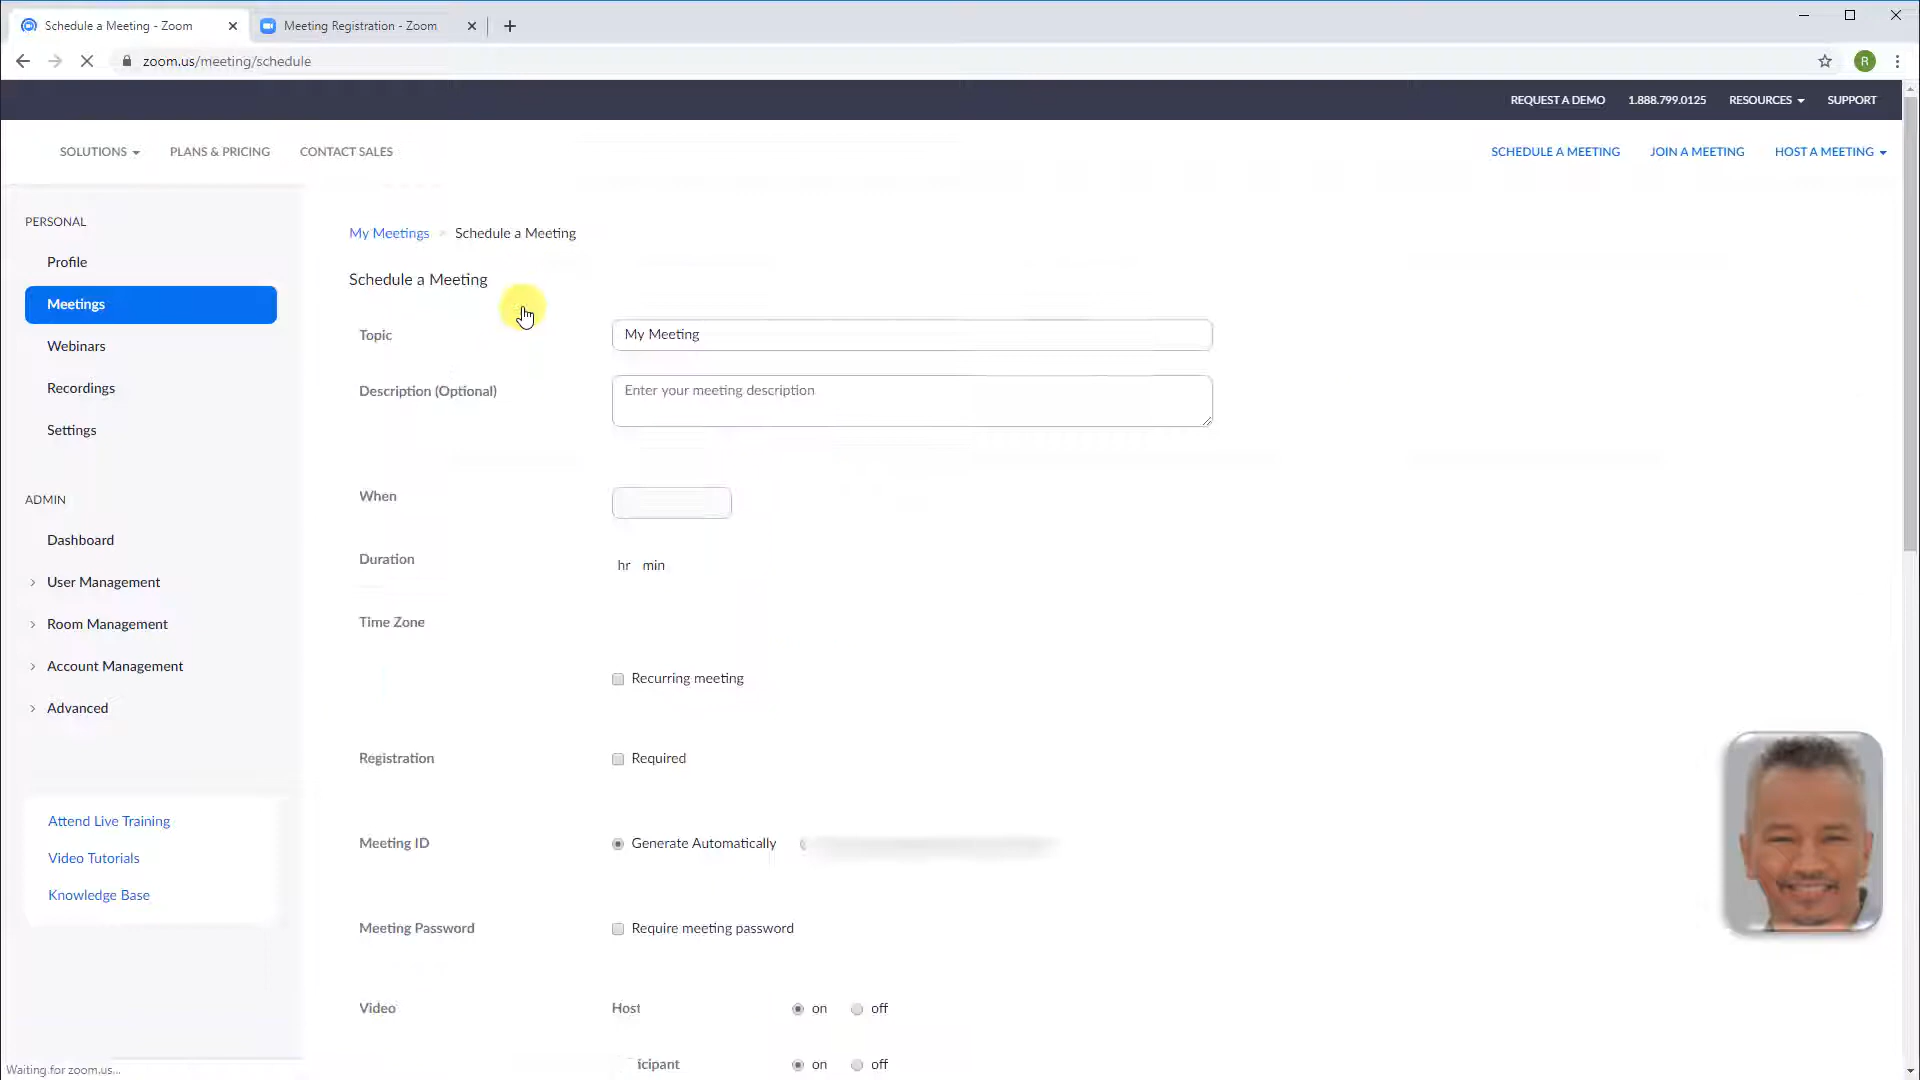 Schedule a Meeting - Zoom
Meeting Registration - Zoom
zoom.us/meeting/schedule
R
REQUEST A DEMO 1.888.799.0125 RESOURCES SUPPORT
SOLUTIONS PLANS & PRICING CONTACT SALES
SCHEDULE A MEETING JOIN A MEETING HOST A MEETING
PERSONAL
Profile
Meetings
Webinars
Recordings
Settings
ADMIN
Dashboard
User Management
Room Management
Account Management
Advanced
Attend Live Training
Video Tutorials
Knowledge Base
My Meetings > Schedule a Meeting
Schedule a Meeting
Topic My Meeting
Description (Optional) Enter your meeting description
When
Duration hr min
Time Zone
Recurring meeting
Registration Required
Meeting ID Generate Automatically
Meeting Password Require meeting password
Video Host on off
icipant on off
Waiting for zoom.us...